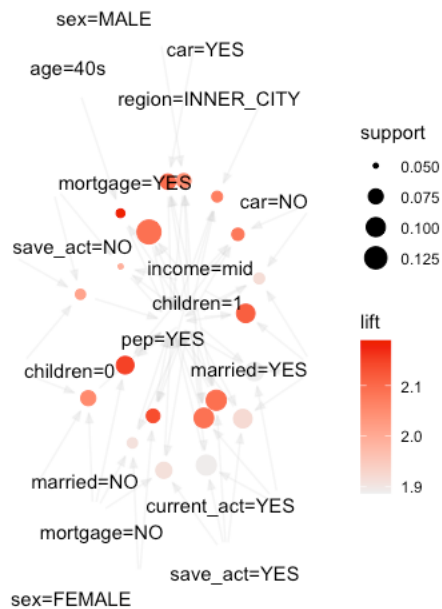 sex=MALE
car=YES
age=40s
region=INNER_CITY
support
0.050
mortgage=YES
0.075
car=NO
0.100
save_act=NO
0.125
income=mid
children=1
lift
pep=YES
children=0
married=YES
2.1
2.0
married=NO
1.9
current_act=YES
mortgage=NO
save_act=YES
sex=FEMALE